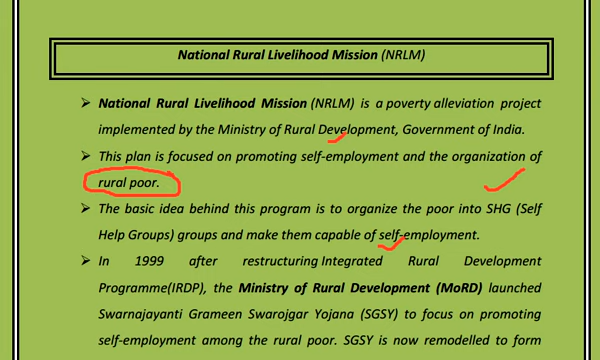 National Rural Livelihood Mission (NRLM)
➢ National Rural Livelihood Mission (NRLM) is a poverty alleviation project
implemented by the Ministry of Rural Development, Government of India.
➢ This plan is focused on promoting self-employment and the organization of
rural poor.
➢ The basic idea behind this program is to organize the poor into SHG (Self
Help Groups) groups and make them capable of self-employment.
➢ In 1999 after restructuring Integrated Rural Development
Programme(IRDP), the Ministry of Rural Development (MoRD) launched
Swarnajayanti Grameen Swarojgar Yojana (SGSY) to focus on promoting
self-employment among the rural poor. SGSY is now remodelled to form